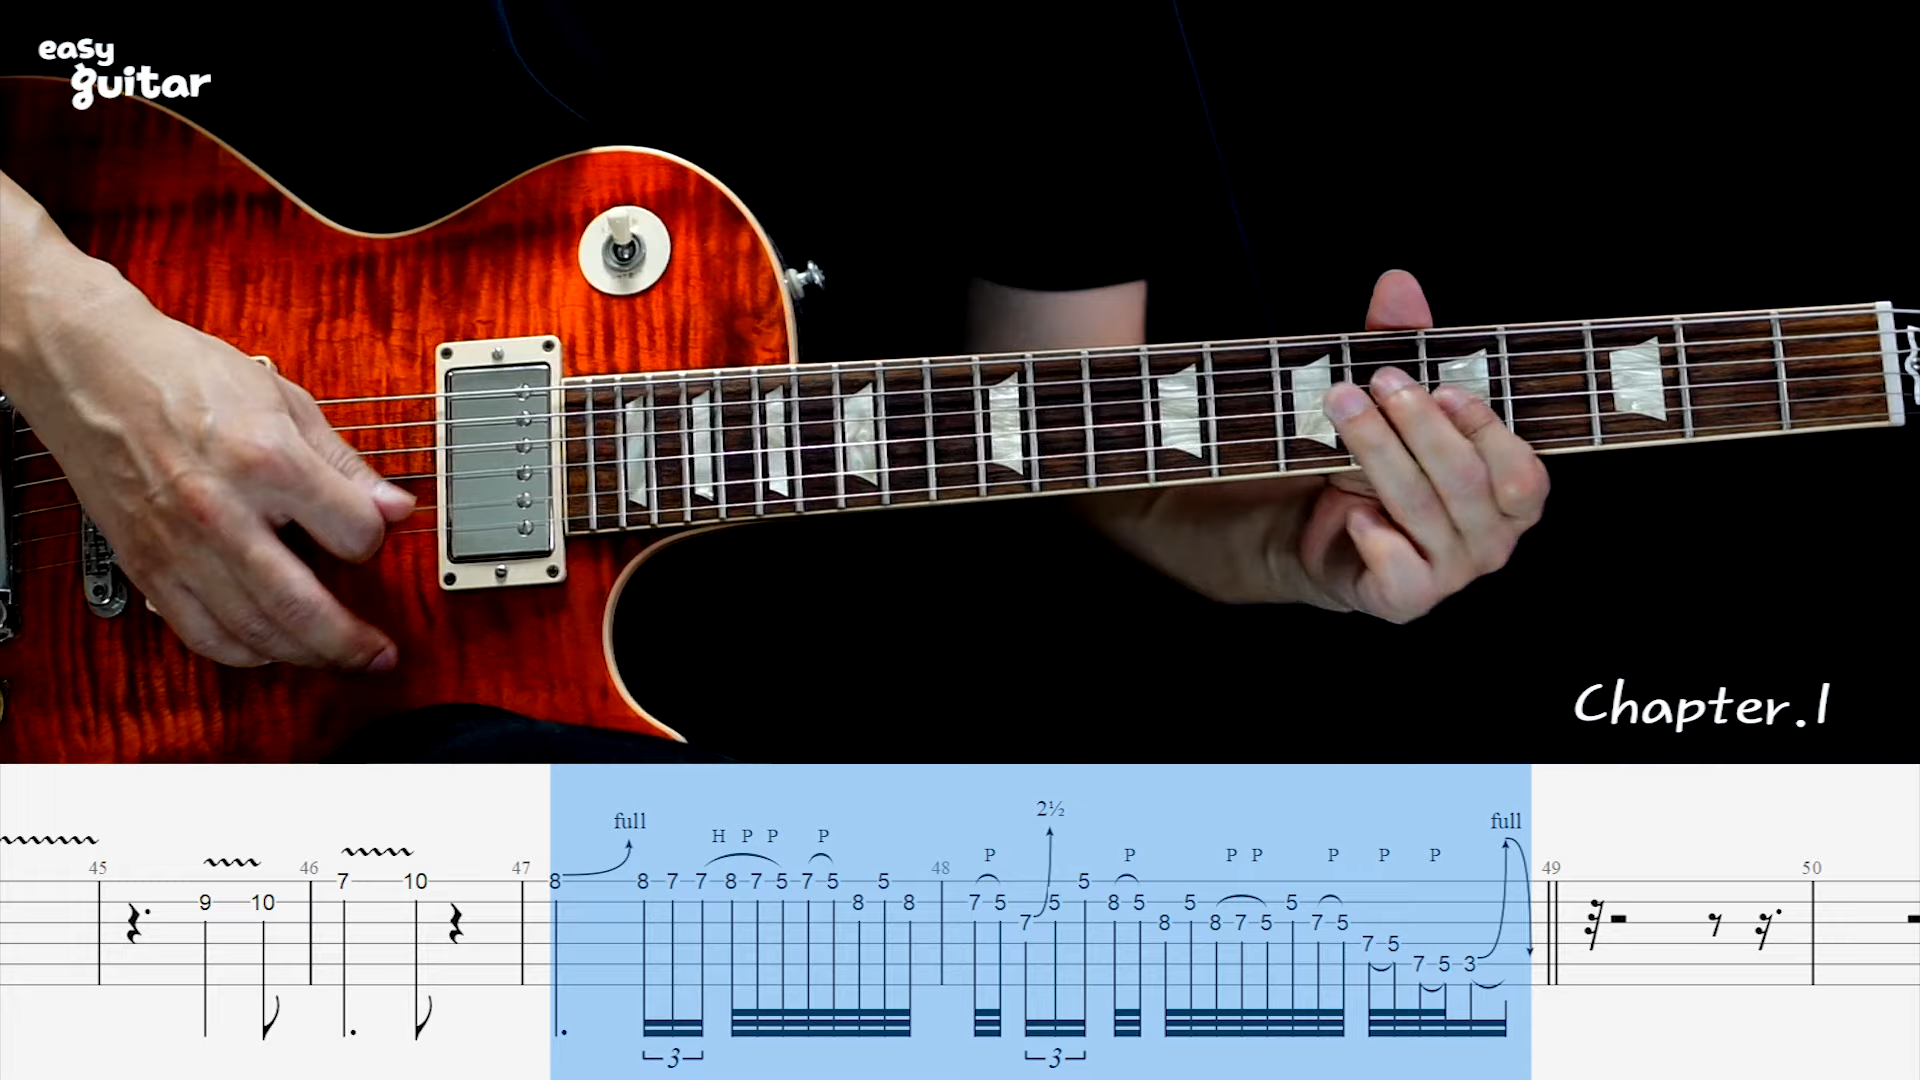 easy
guitar
Chapter.1
full
2½
full
H P P P
P P P P P P P
45 46 47 48 49 50
7 10 8 8 7 7 8 7 5 7 5 5 5
9 10 8 8 7 5 5 8 5 5 5
7 8 8 7 5 7 5
7 5
7 5 3
3 3